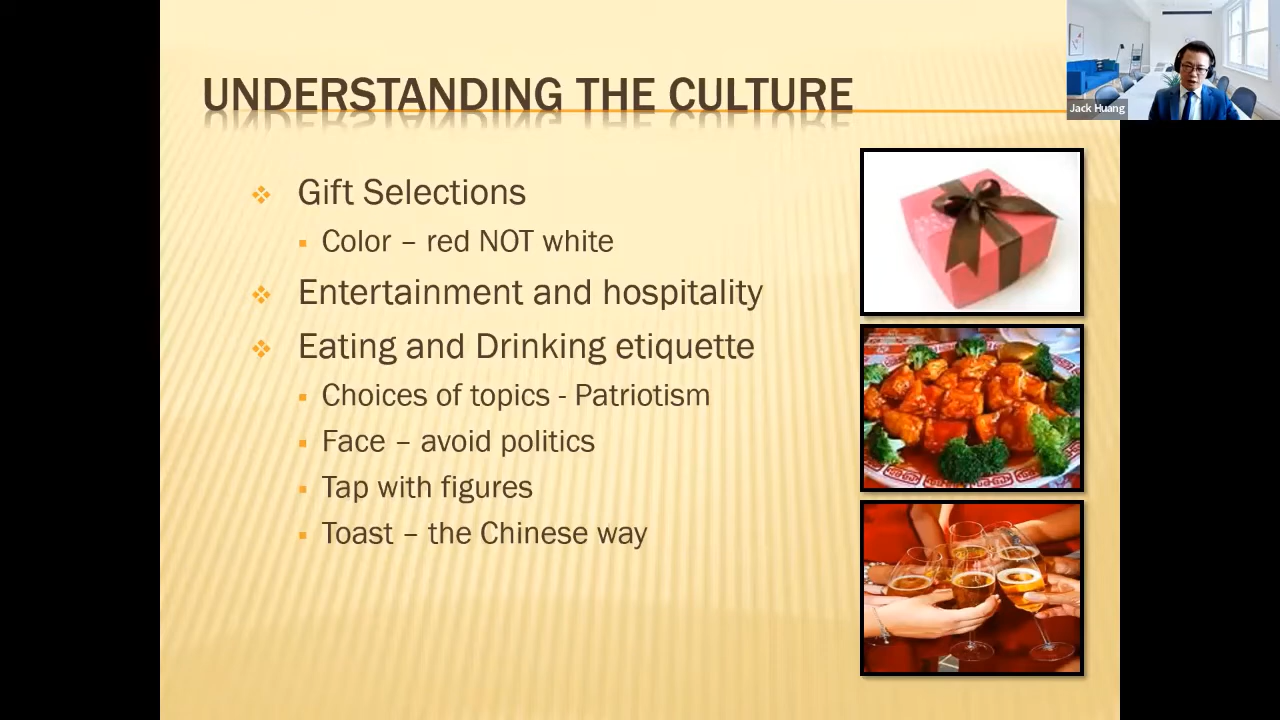 UNDERSTANDING THE CULTURE
Jack Huang
Gift Selections
Color – red NOT white
Entertainment and hospitality
Eating and Drinking etiquette
Choices of topics - Patriotism
Face – avoid politics
Tap with figures
Toast – the Chinese way